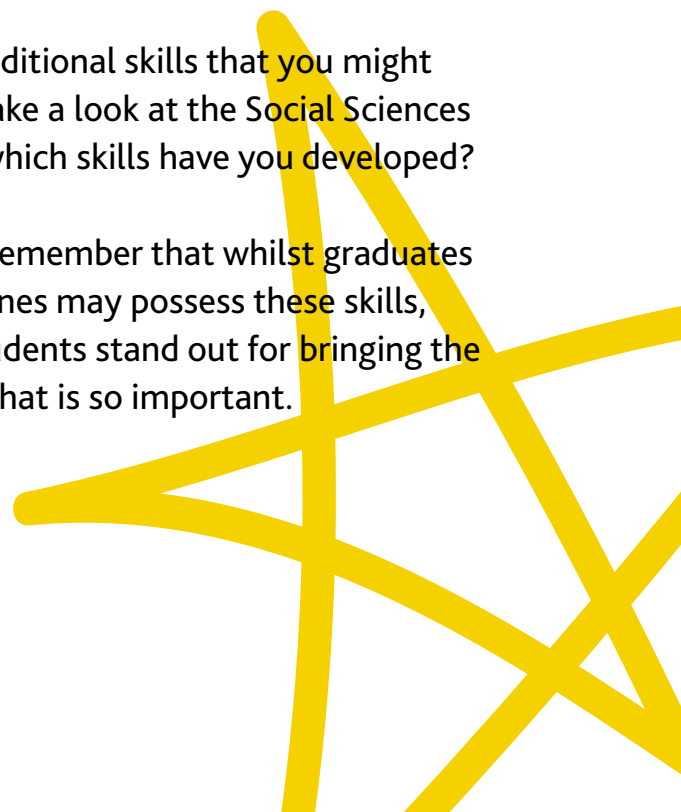 ditional skills that you might
ake a look at the Social Sciences
which skills have you developed?
emember that whilst graduates
nes may possess these skills,
udents stand out for bringing the
hat is so important.